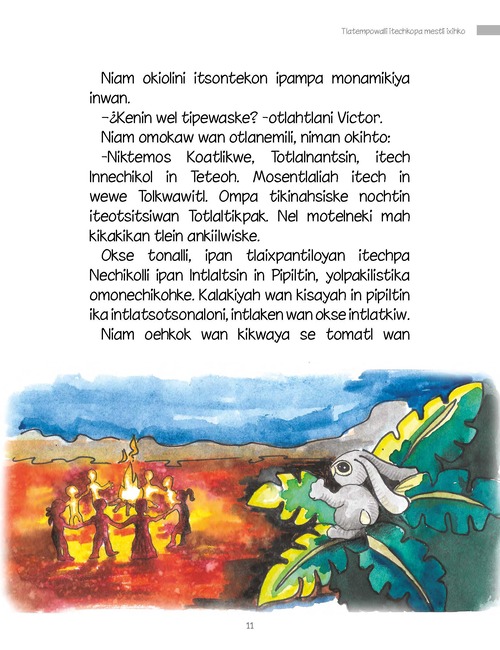 Tlatempowalli itechkopa mestli ixihko
Niam okiolini itsontekon ipampa monamikiya
inwan.
–¿Kenin wel tipewaske? -otlahtlani Victor.
Niam omokaw wan otlanemili, niman okihto:
-Niktemos Koatlikwe, Totlalnantsin, itech
Innechikol in Teteoh. Mosentlaliah itech in
wewe Tolkwawitl. Ompa tikinahsiske nochtin
iteotsitsiwan Totlaltikpak. Nel motelneki mah
kikakikan tlein ankiilwiske.
Okse tonalli, ipan tlaixpantiloyan itechpa
Nechikolli ipan Intlaltsin in Pipiltin, yolpakilistika
omonechikohke. Kalakiyah wan kisayah in pipiltin
ika intlatsotsonaloni, intlaken wan okse intlatkiw.
Niam oehkok wan kikwaya se tomatl wan
11